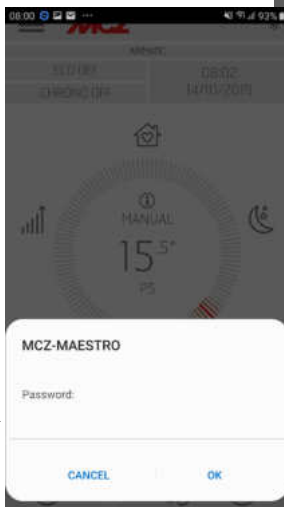 08:00 93%
MCZ
ECO OFF
CHRONO OFF
08:02
14/10/2019
MANUAL
15.5°
P5
MCZ-MAESTRO
Password:
CANCEL OK